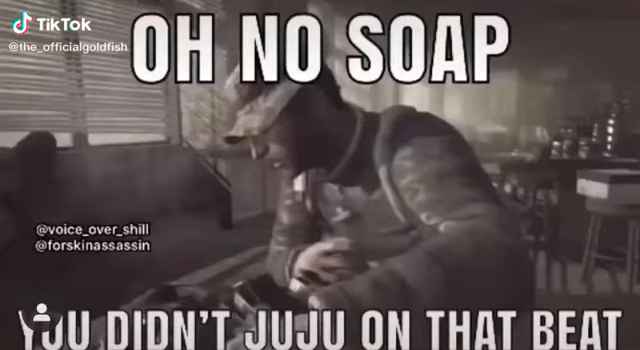 TikTok
@the_officialgoldfish
OH NO SOAP
@voice_over_shill
@forskinassassin
YOU DIDN'T JUJU ON THAT BEAT